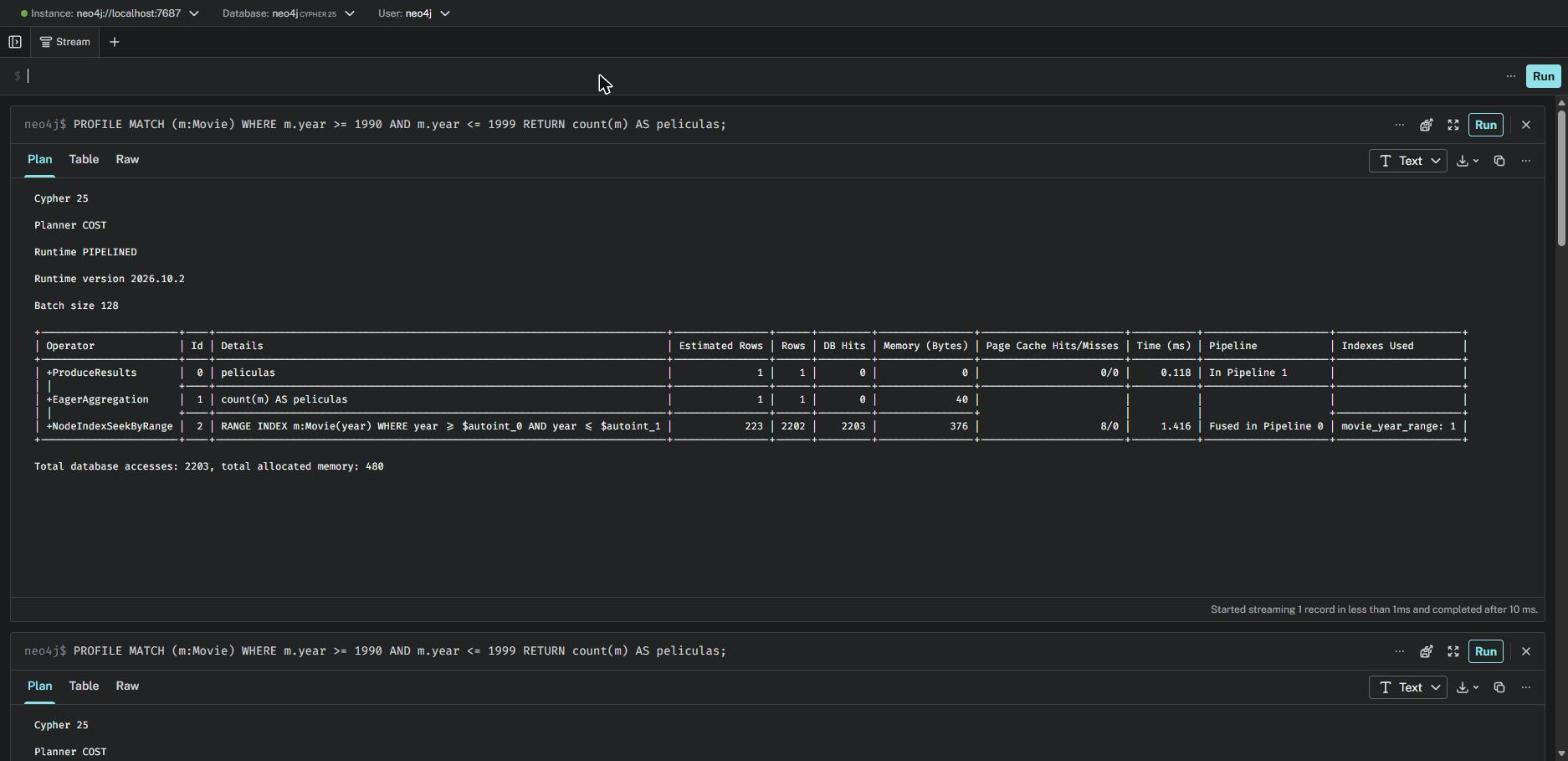 Instance: neo4j://localhost:7687 Database: neo4j CYPHER 25 User: neo4j
Stream +
$ ... Run
neo4j$ PROFILE MATCH (m:Movie) WHERE m.year >= 1990 AND m.year <= 1999 RETURN count(m) AS peliculas; ... Run
Plan Table Raw Text ...
Cypher 25
Planner COST
Runtime PIPELINED
Runtime version 2026.10.2
Batch size 128
| Operator | Id | Details | Estimated Rows | Rows | DB Hits | Memory (Bytes) | Page Cache Hits/Misses | Time (ms) | Pipeline | Indexes Used |
| +ProduceResults | 0 | peliculas | 1 | 1 | 0 | 0 | 0/0 | 0.118 | In Pipeline 1 | |
| +EagerAggregation | 1 | count(m) AS peliculas | 1 | 1 | 0 | 40 | | | | |
| +NodeIndexSeekByRange | 2 | RANGE INDEX m:Movie(year) WHERE year ≥ $autoint_0 AND year ≤ $autoint_1 | 223 | 2202 | 2203 | 376 | 8/0 | 1.416 | Fused in Pipeline 0 | movie_year_range: 1 |
Total database accesses: 2203, total allocated memory: 480
Started streaming 1 record in less than 1ms and completed after 10 ms.
neo4j$ PROFILE MATCH (m:Movie) WHERE m.year >= 1990 AND m.year <= 1999 RETURN count(m) AS peliculas; ... Run
Plan Table Raw Text ...
Cypher 25
Planner COST